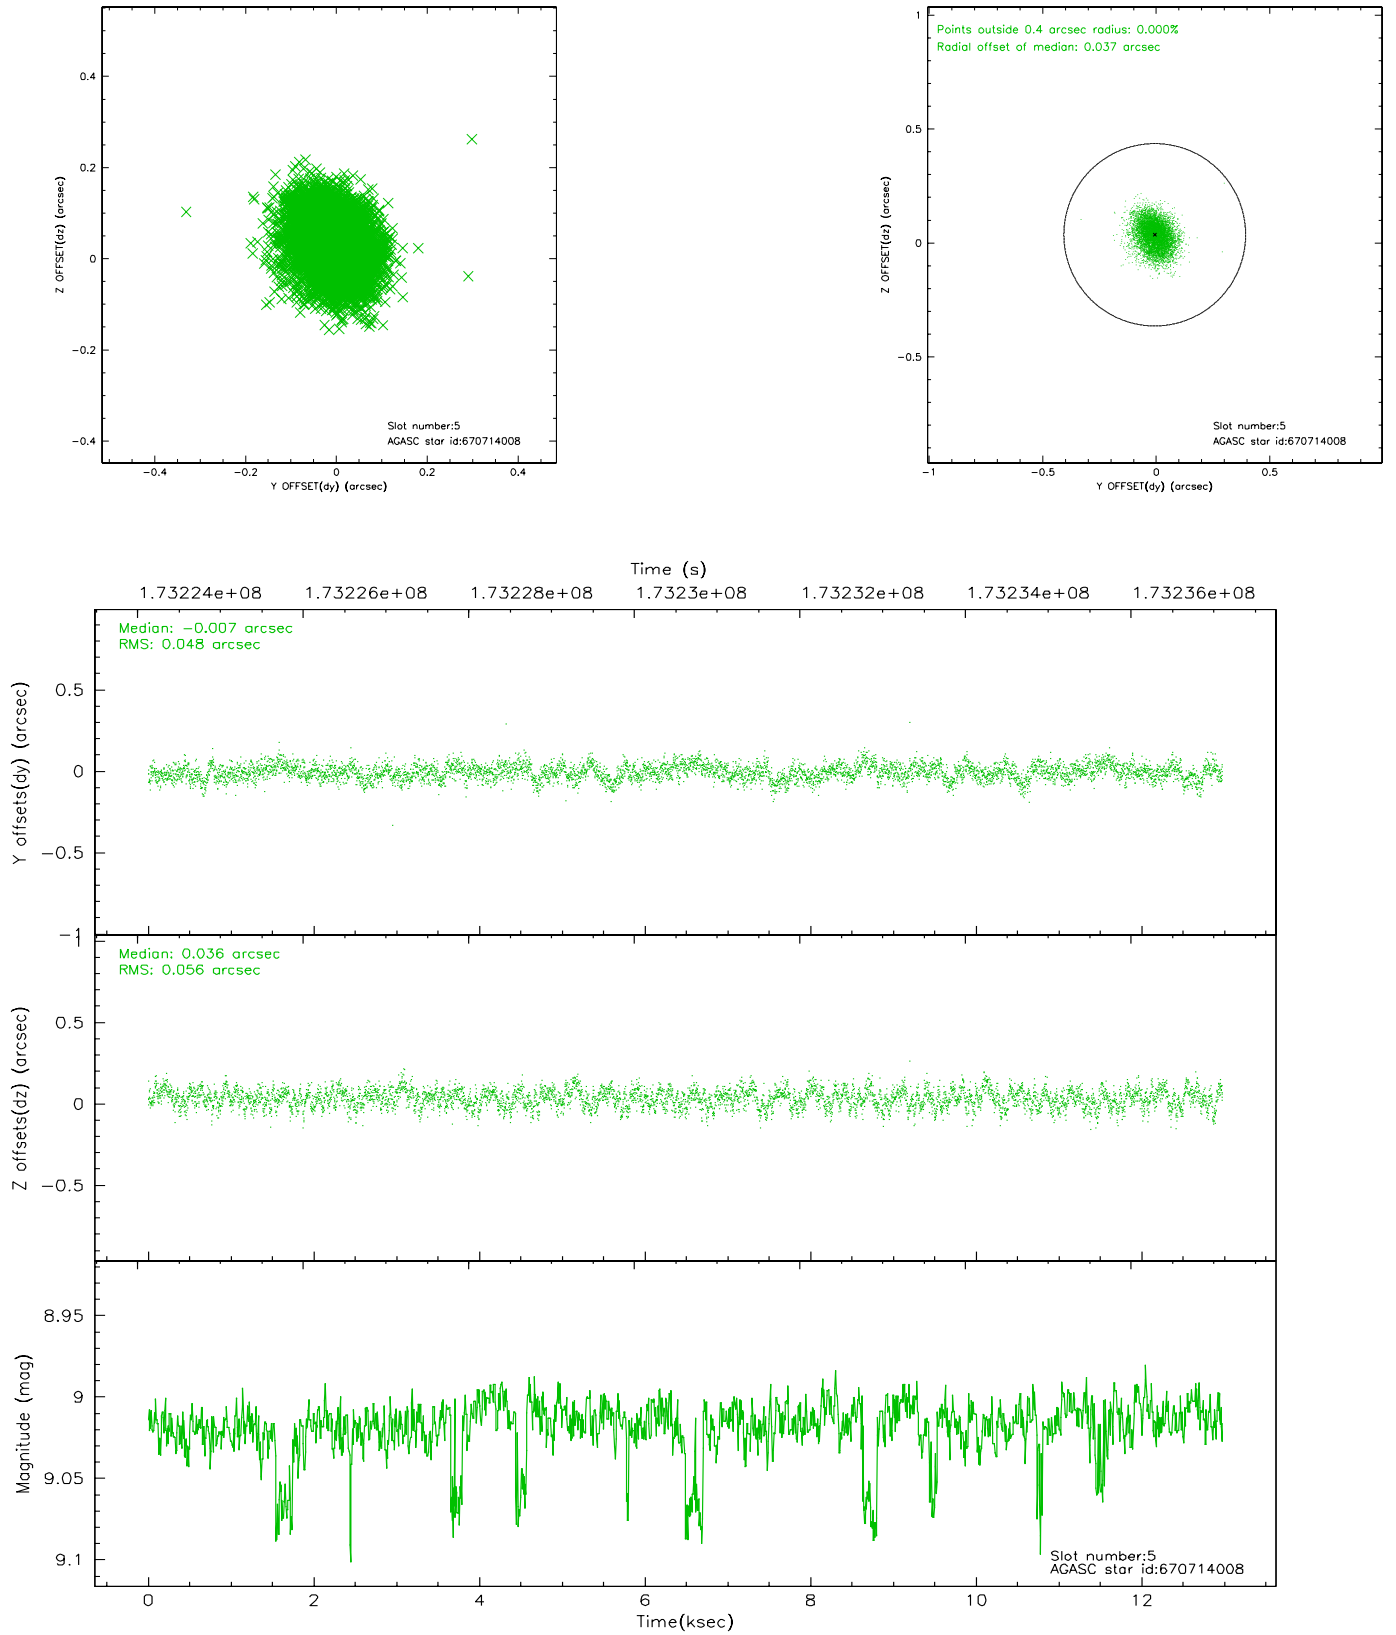 0.4
0.2
0
−0.2
−0.4
Z OFFSET(dz) (arcsec)
Slot number:5
AGASC star id:670714008
−0.4
−0.2
0
0.2
0.4
Y OFFSET(dy) (arcsec)
1
0.5
0
−0.5
Z OFFSET(dz) (arcsec)
Points outside 0.4 arcsec radius: 0.000%
Radial offset of median: 0.037 arcsec
Slot number:5
AGASC star id:670714008
−1
−0.5
0
0.5
Y OFFSET(dy) (arcsec)
Time (s)
1.73224e+08
1.73226e+08
1.73228e+08
1.7323e+08
1.73232e+08
1.73234e+08
1.73236e+08
Median: −0.007 arcsec
RMS: 0.048 arcsec
0.5
0
−0.5
−1
Y offsets(dy) (arcsec)
Median: 0.036 arcsec
RMS: 0.056 arcsec
1
0.5
0
−0.5
Z offsets(dz) (arcsec)
8.95
9
9.05
9.1
Magnitude (mag)
Slot number:5
AGASC star id:670714008
0
2
4
6
8
10
12
Time(ksec)